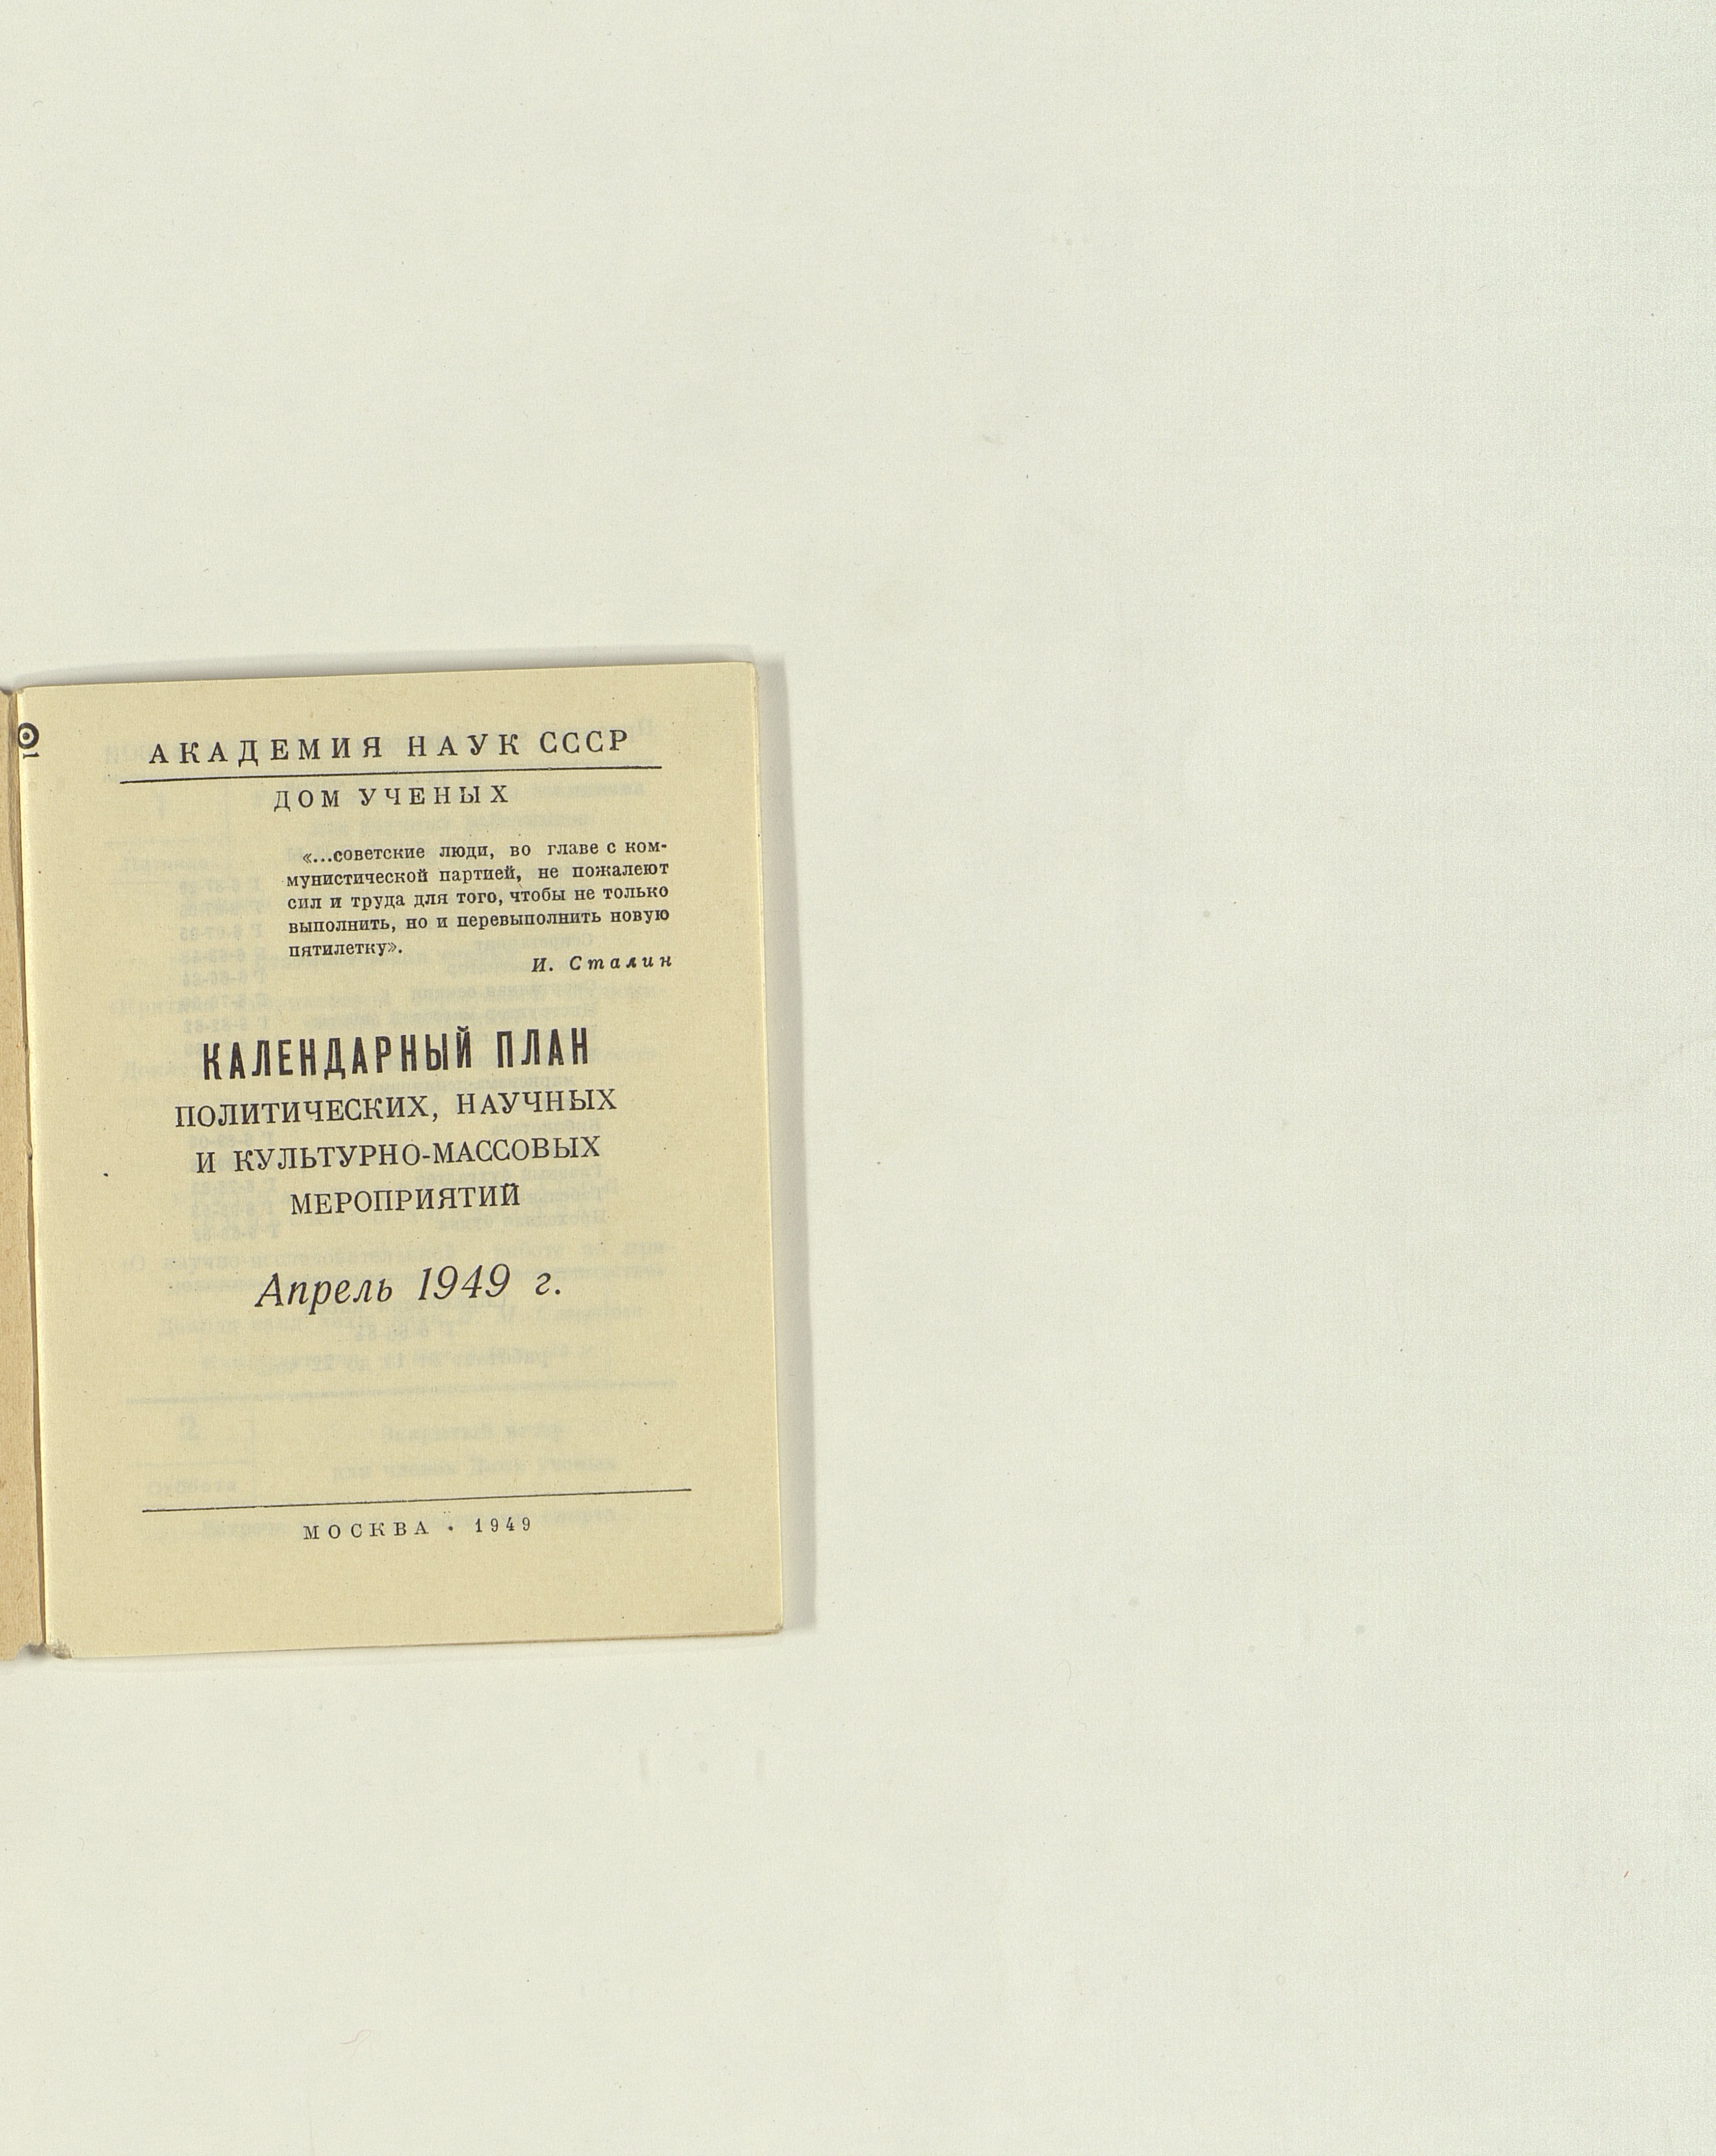 АКАДЕМИЯ НАУК СССР
ДОМ УЧЕНЫХ
«...советские люди, во главе с ком-
мунистической партией, не пожалеют
сил и труда для того, чтобы не только
выполнить, но и перевыполнить новую
пятилетку».
И. Сталин
КАЛЕНДАРНЫЙ ПЛАН
ПОЛИТИЧЕСКИХ, НАУЧНЫХ
И КУЛЬТУРНО-МАССОВЫХ
МЕРОПРИЯТИЙ
Апрель 1949 г.
МОСКВА • 1949